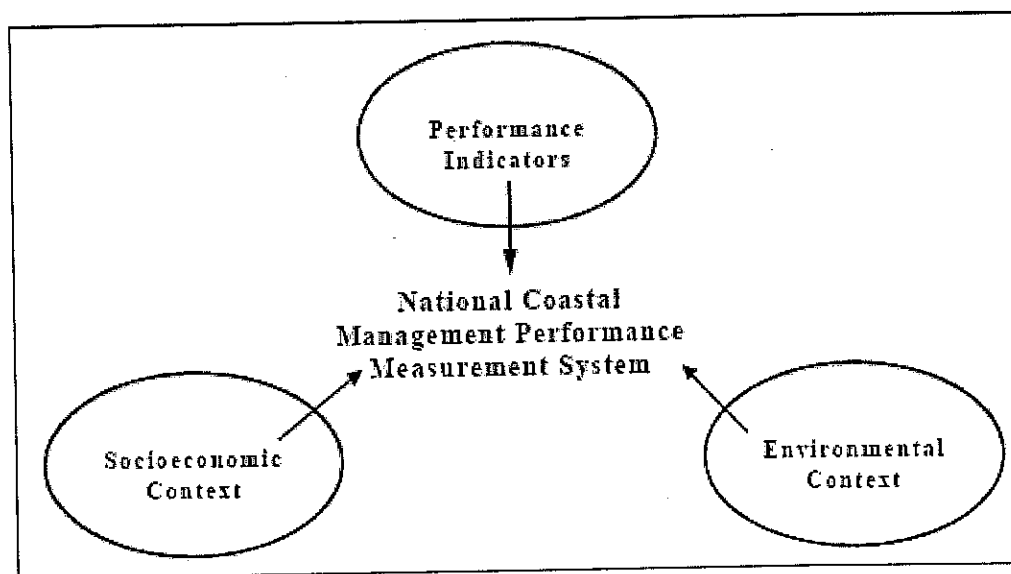 Performance
Indicators
National Coastal
Management Performance
Measurement System
Socioeconomic
Context
Environmental
Context